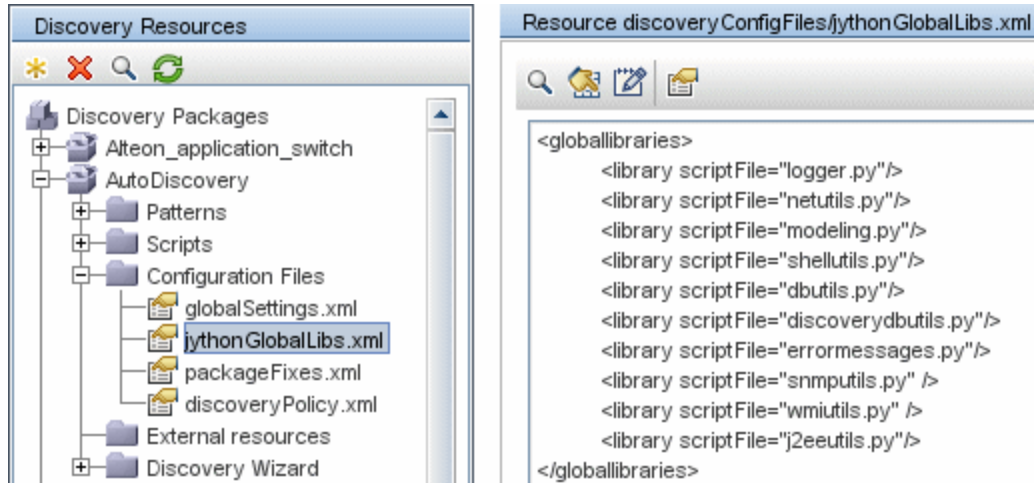 Discovery Resources
Discovery Packages
Alteon_application_switch
AutoDiscovery
Patterns
Scripts
Configuration Files
globalSettings.xml
jythonGlobalLibs.xml
packageFixes.xml
discoveryPolicy.xml
External resources
Discovery Wizard
Resource discoveryConfigFiles/jythonGlobalLibs.xml
<globallibraries>
<library scriptFile="logger.py"/>
<library scriptFile="netutils.py"/>
<library scriptFile="modeling.py"/>
<library scriptFile="shellutils.py"/>
<library scriptFile="dbutils.py"/>
<library scriptFile="discoverydbutils.py"/>
<library scriptFile="errormessages.py"/>
<library scriptFile="snmputils.py" />
<library scriptFile="wmiutils.py" />
<library scriptFile="j2eeutils.py"/>
</globallibraries>